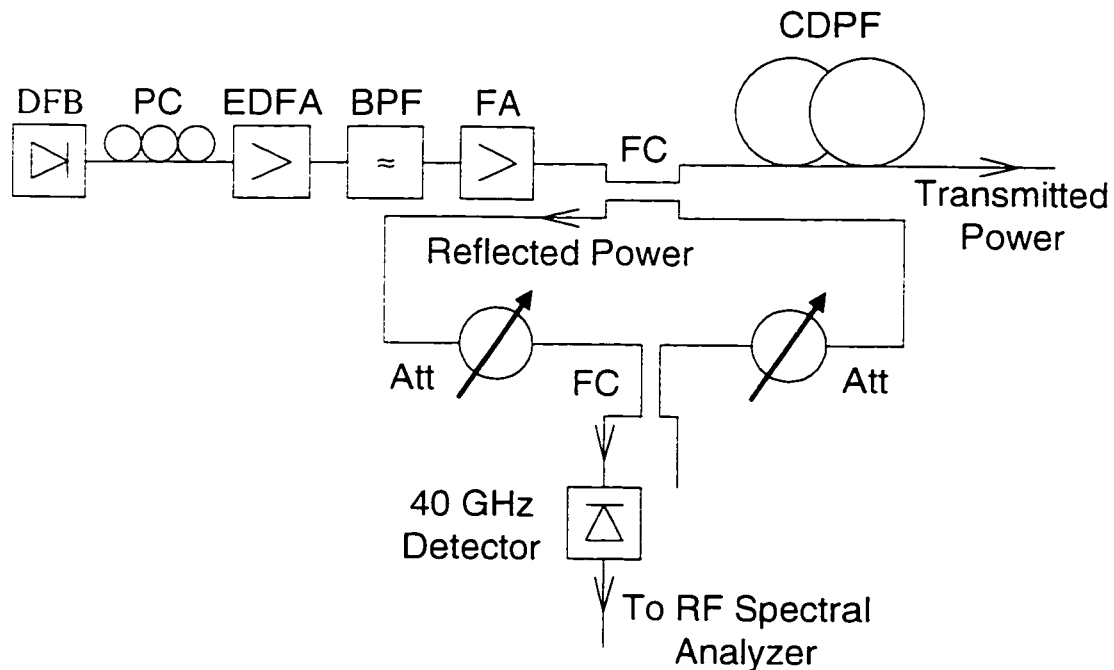 CDPF
DFB
PC
EDFA
BPF
FA
≈
FC
Transmitted
Power
Reflected Power
Att
FC
Att
40 GHz
Detector
To RF Spectral
Analyzer